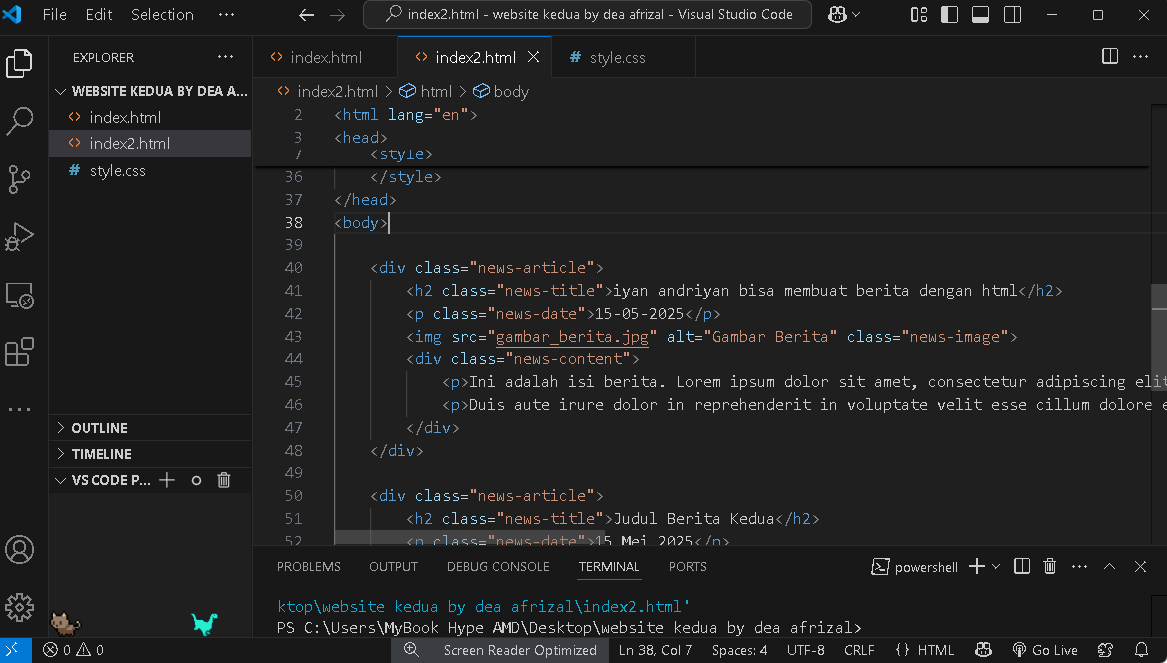 File Edit Selection ···
index2.html - website kedua by dea afrizal - Visual Studio Code
EXPLORER ···
WEBSITE KEDUA BY DEA A...
index.html
index2.html
style.css
OUTLINE
TIMELINE
VS CODE P...
index.html index2.html # style.css
index2.html > html > body
2 <html lang="en">
3 <head>
7 <style>
36 </style>
37 </head>
38 <body>
39
40 <div class="news-article">
41 <h2 class="news-title">iyan andriyan bisa membuat berita dengan html</h2>
42 <p class="news-date">15-05-2025</p>
43 <img src="gambar_berita.jpg" alt="Gambar Berita" class="news-image">
44 <div class="news-content">
45 <p>Ini adalah isi berita. Lorem ipsum dolor sit amet, consectetur adipiscing elit
46 <p>Duis aute irure dolor in reprehenderit in voluptate velit esse cillum dolore e
47 </div>
48 </div>
49
50 <div class="news-article">
51 <h2 class="news-title">Judul Berita Kedua</h2>
52 <p class="news-date">15 Mei 2025</p>
PROBLEMS OUTPUT DEBUG CONSOLE TERMINAL PORTS
powershell
ktop\website kedua by dea afrizal\index2.html'
PS C:\Users\MyBook Hype AMD\Desktop\website kedua by dea afrizal>
0 0 Screen Reader Optimized Ln 38, Col 7 Spaces: 4 UTF-8 CRLF {} HTML Go Live